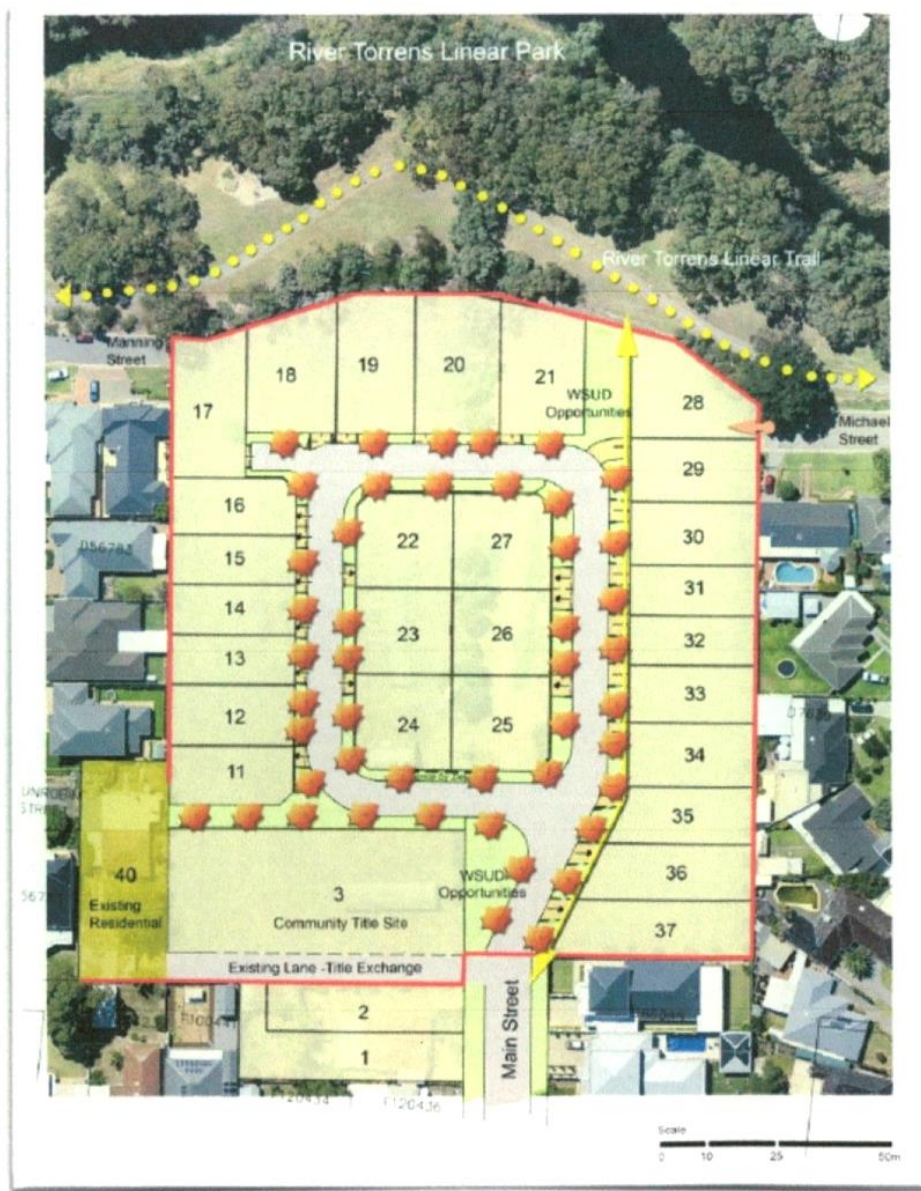 River Torrens Linear Park
River Torrens Linear Trail
Manning
Street
18
19
20
21
17
WSUD
Opportunities
28
Michael
Street
29
16
22
27
30
15
D56783
31
14
23
26
32
13
33
12
24
25
34
11
35
40
Existing
Residential
3
Community Title Site
WSUD
Opportunities
36
37
Existing Lane -Title Exchange
2
1
Main Street
F120434
F120436
Scale
0 10 25 50m